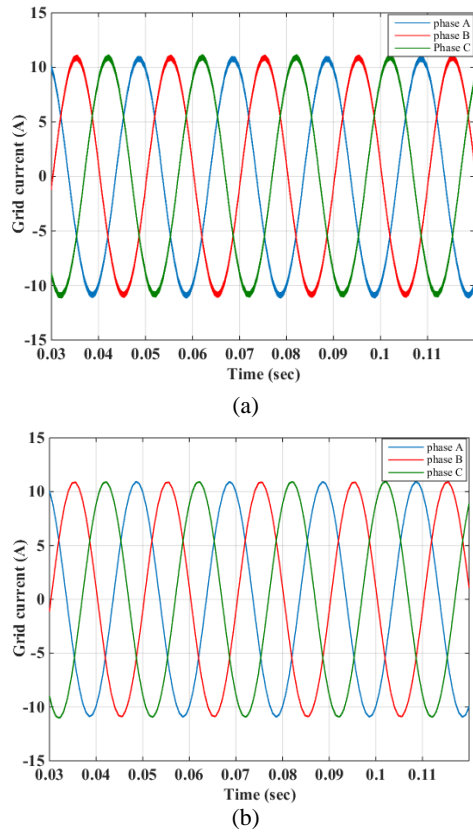 phase A
phase B
Phase C
Grid current (A)
15
10
5
0
-5
-10
-15
0.03 0.04 0.05 0.06 0.07 0.08 0.09 0.1 0.11
Time (sec)
(a)
phase A
phase B
phase C
Grid current (A)
15
10
5
0
-5
-10
-15
0.03 0.04 0.05 0.06 0.07 0.08 0.09 0.1 0.11
Time (sec)
(b)